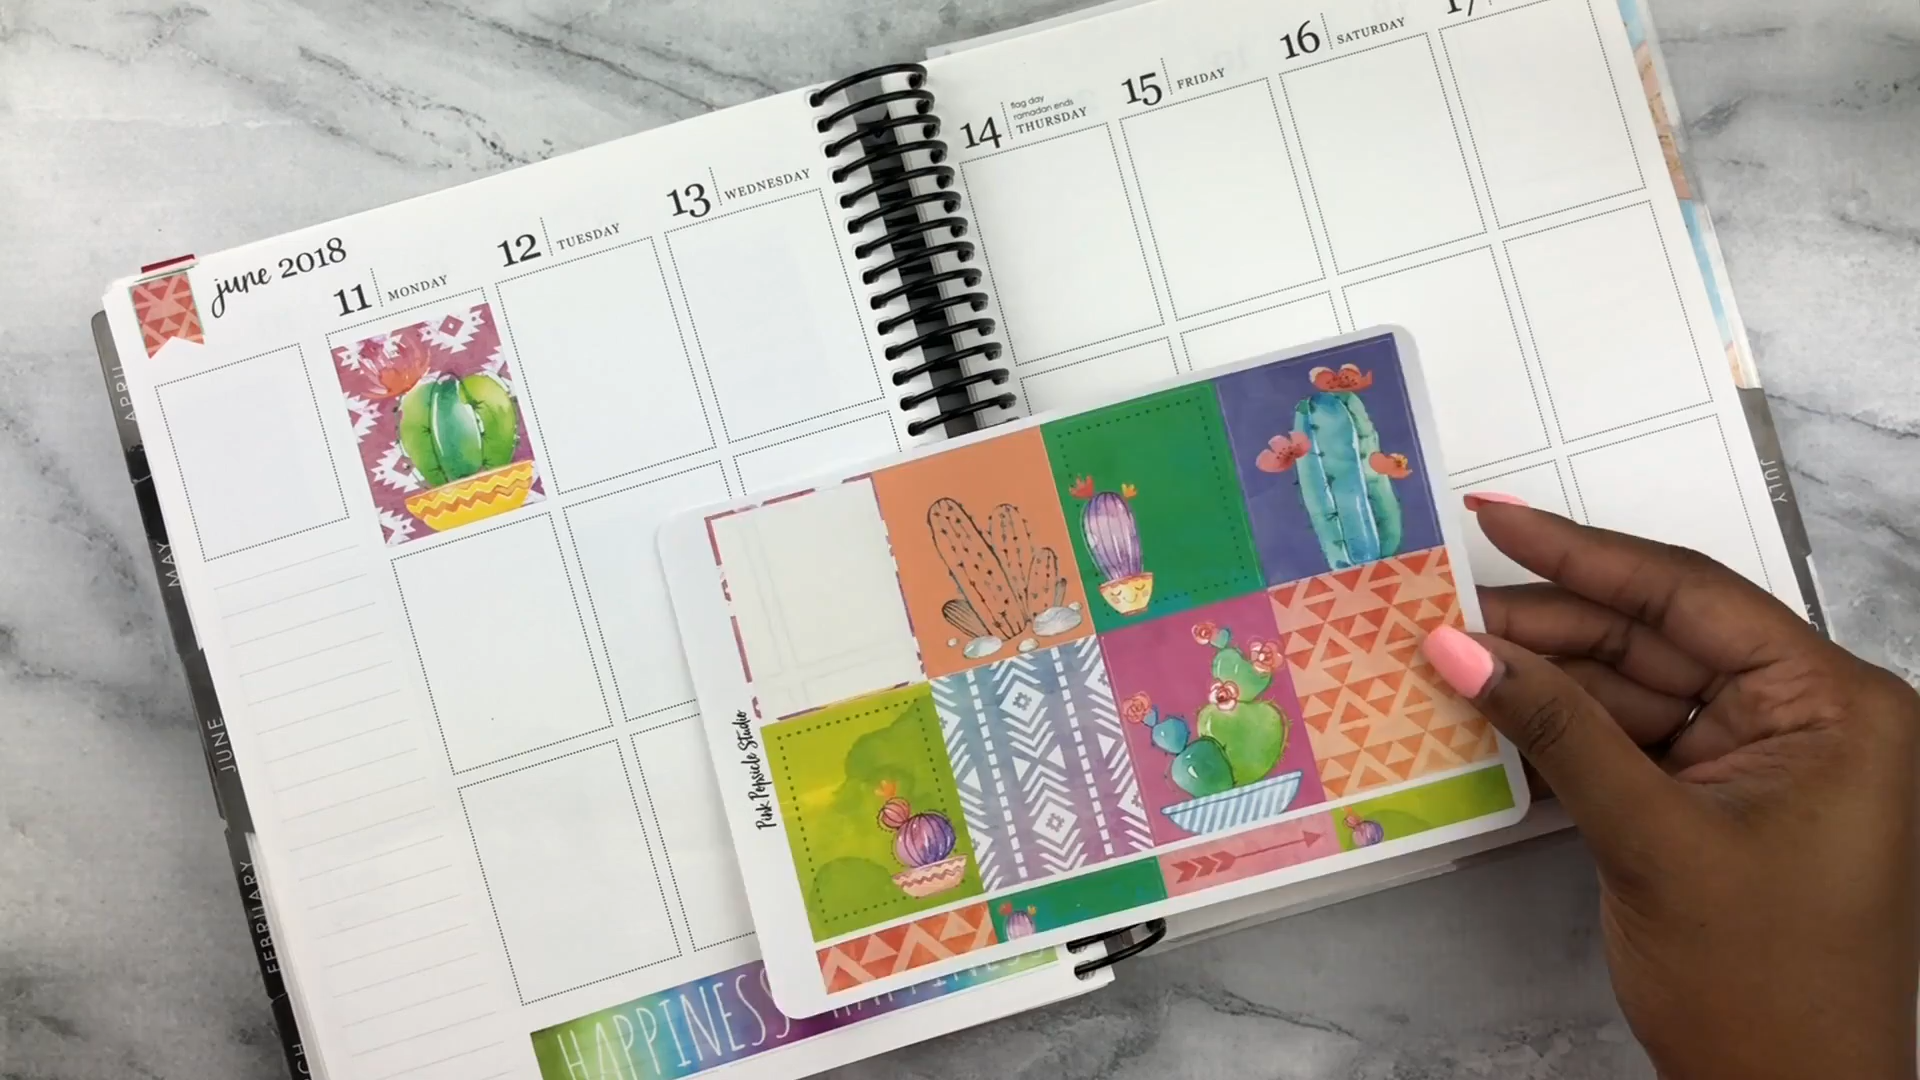 june 2018
11 MONDAY
12 TUESDAY
13 WEDNESDAY
14 THURSDAY
flag day
ramadan ends
15 FRIDAY
16 SATURDAY
17
APRIL
MAY
JUNE
FEBRUARY
JULY
Pink Popsicle Studio
HAPPINESS